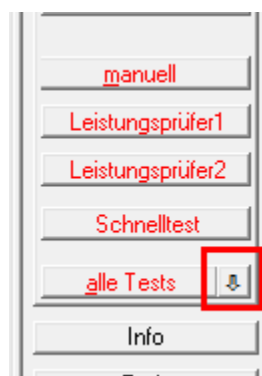 manuell
Leistungsprüfer1
Leistungsprüfer2
Schnelltest
alle Tests
Info